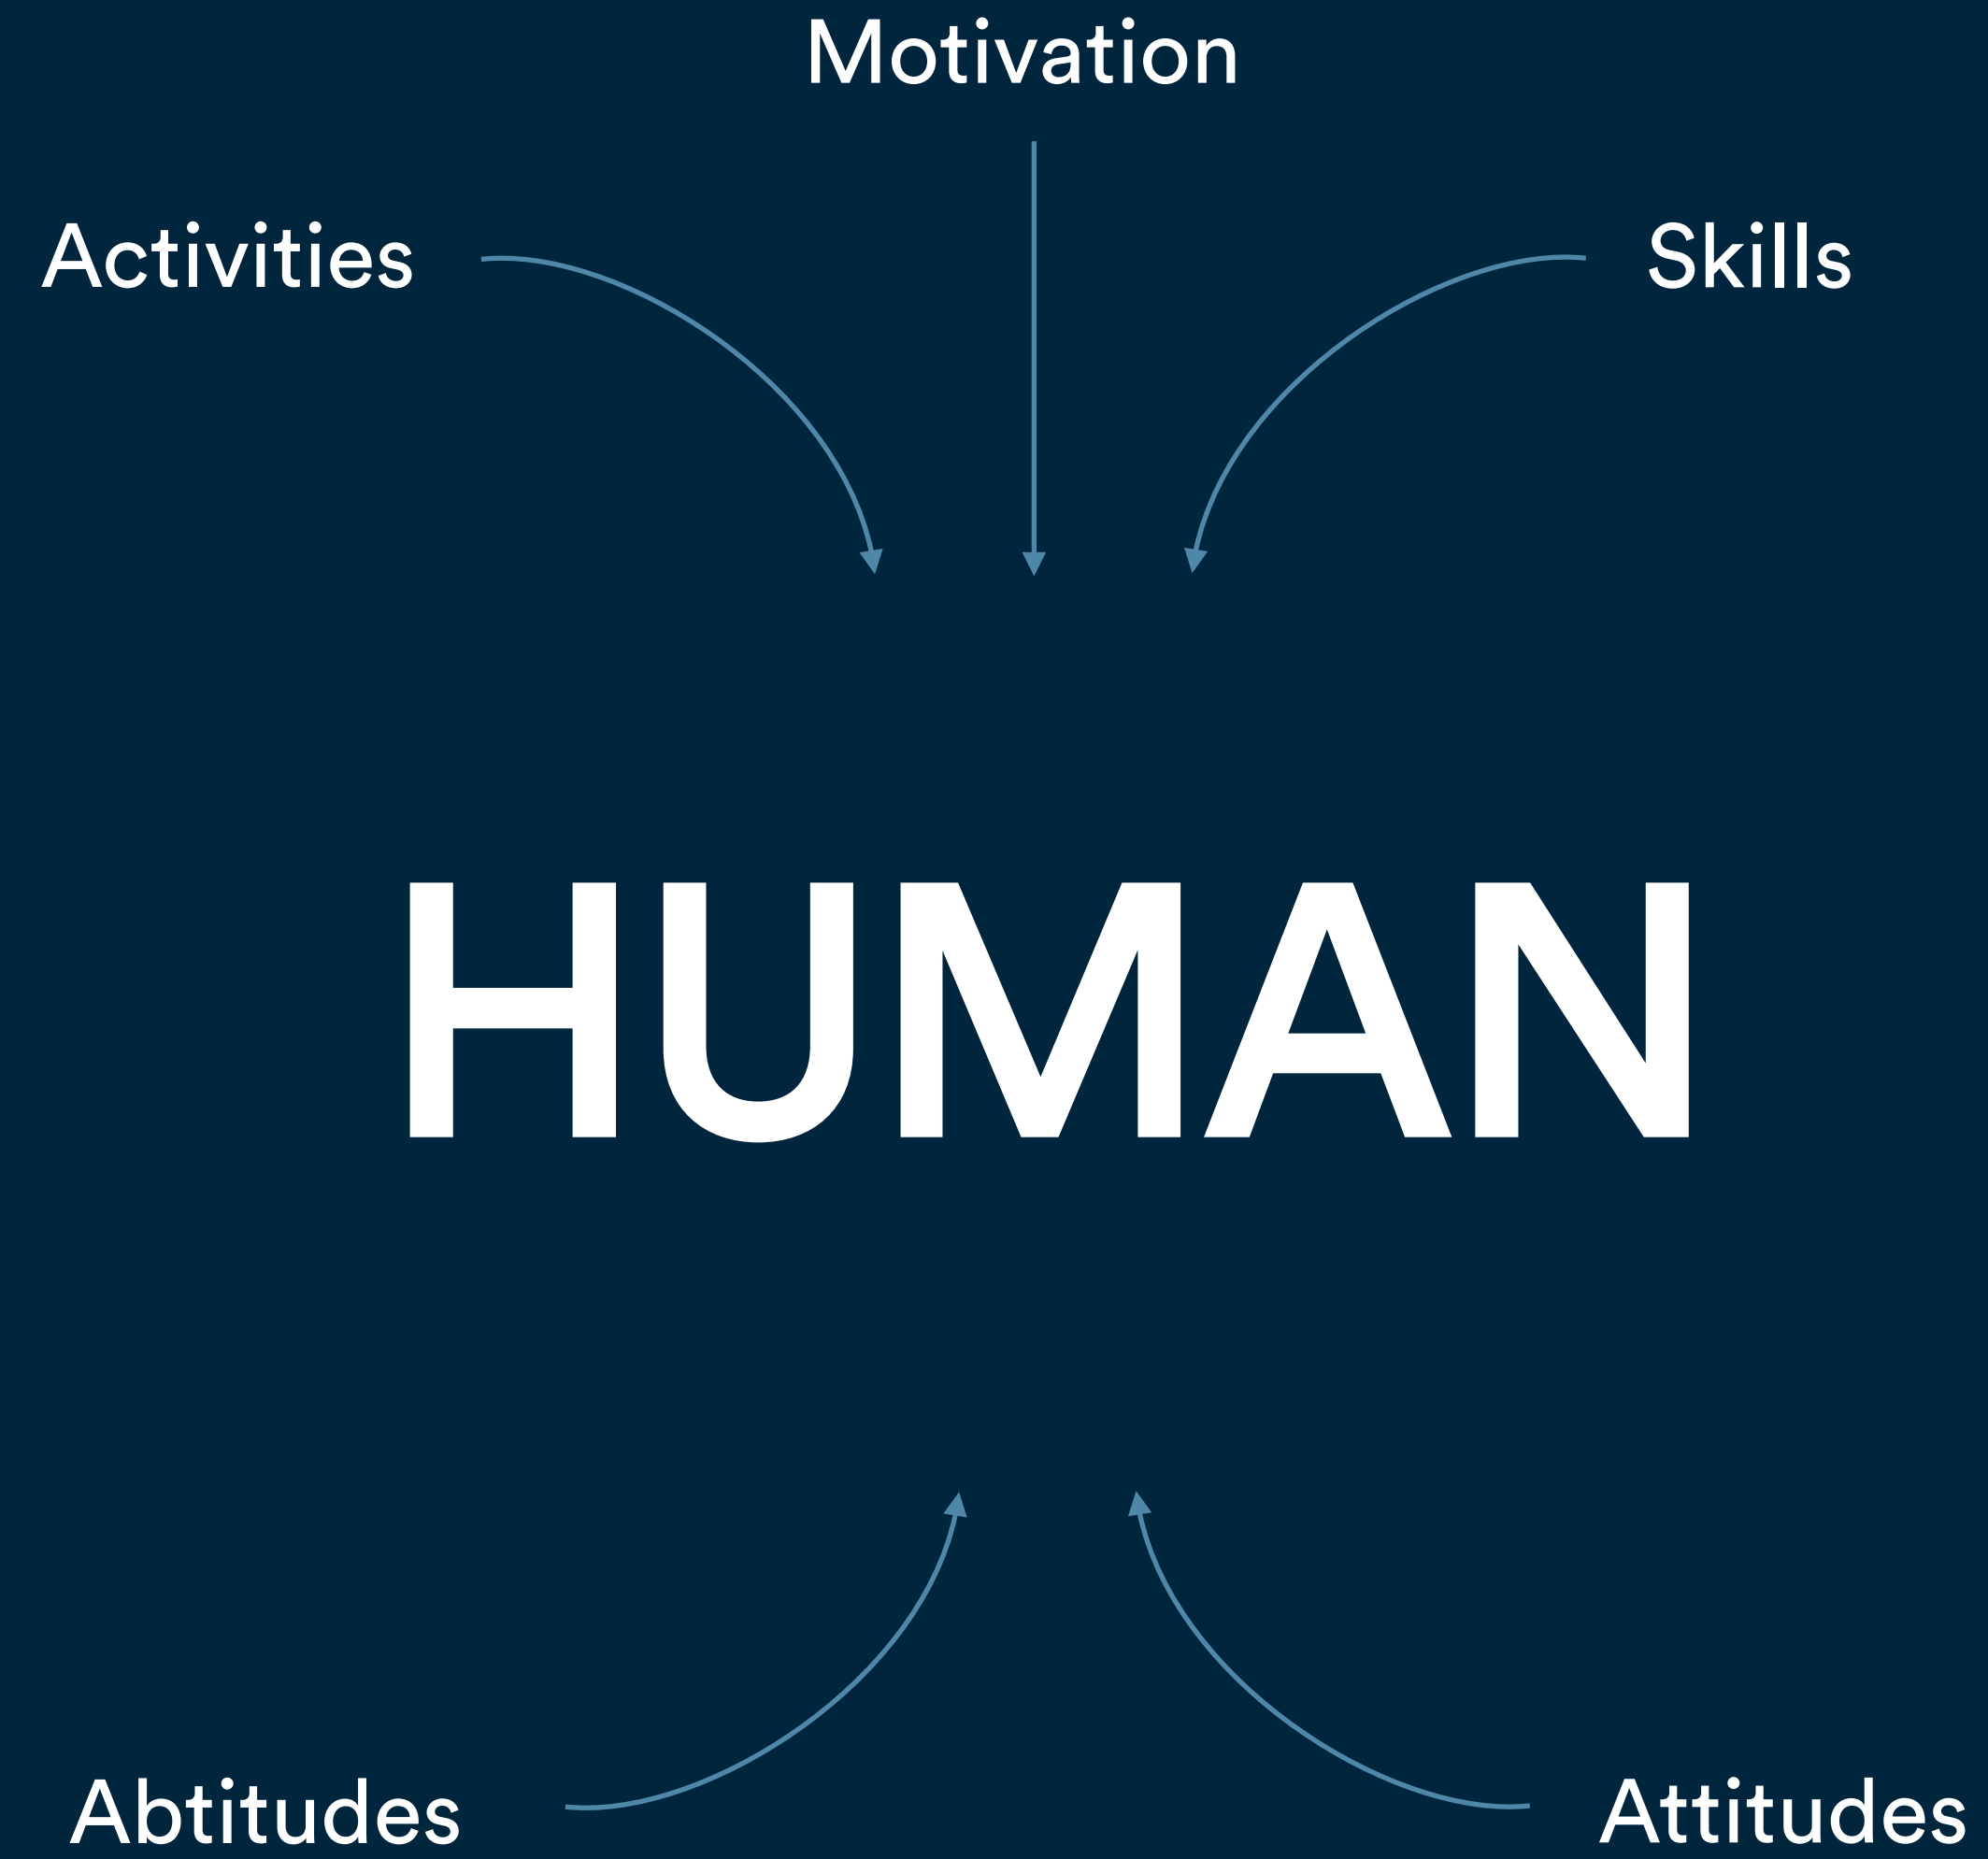 Motivation
Activities
Skills
HUMAN
Abtitudes
Attitudes